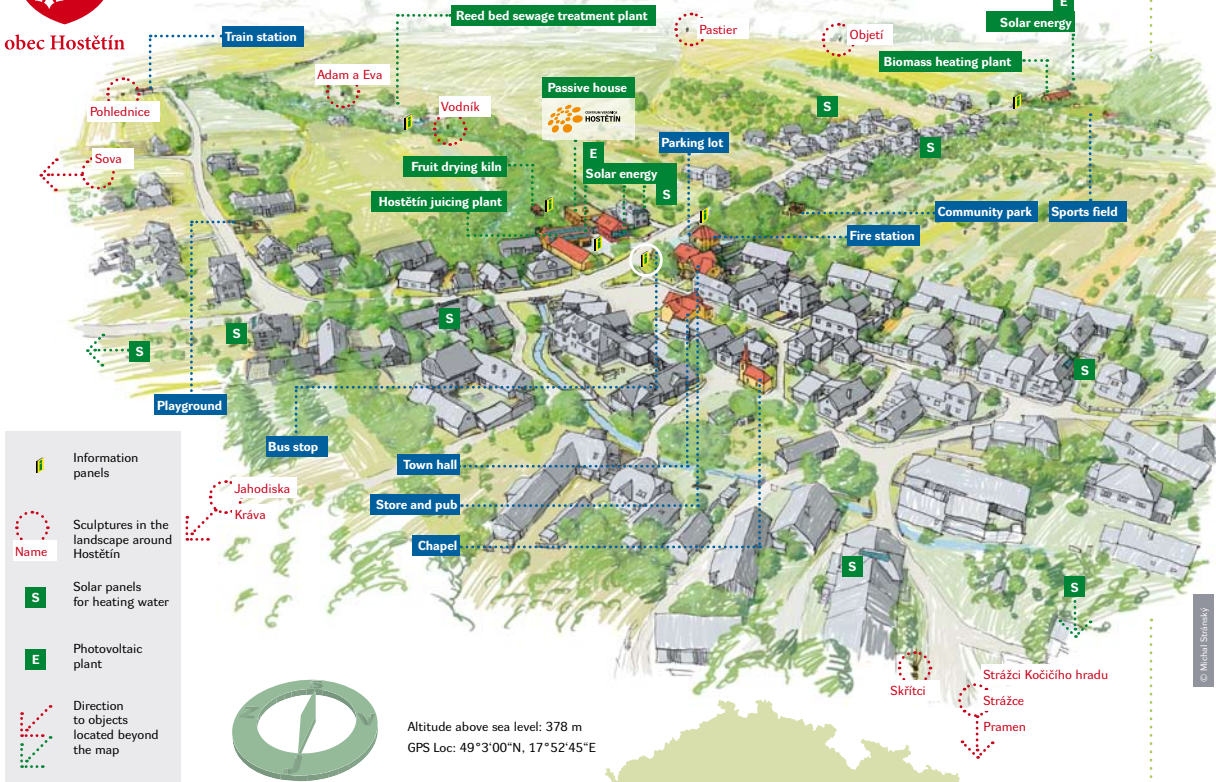 obec Hostětín
Train station
Reed bed sewage treatment plant
Pastier
Objetí
E
Solar energy
Biomass heating plant
Adam a Eva
Passive house
CENTRUM VERONICA
HOSTĚTÍN
Pohlednice
Vodník
S
Sova
Parking lot
E
Solar energy
S
S
Fruit drying kiln
Hostětín juicing plant
Community park
Sports field
Fire station
S
S
S
S
Playground
Bus stop
Town hall
Store and pub
Chapel
Information
panels
Jahodiska
Kráva
Sculptures in the
landscape around
Hostětín
Name
S
Solar panels
for heating water
S
S
E
Photovoltaic
plant
Direction
to objects
located beyond
the map
S
Z
V
J
Altitude above sea level: 378 m
GPS Loc: 49°3‘00“N, 17°52‘45“E
Skřítci
Strážci Kočičího hradu
Strážce
Pramen
© Michal Stránský